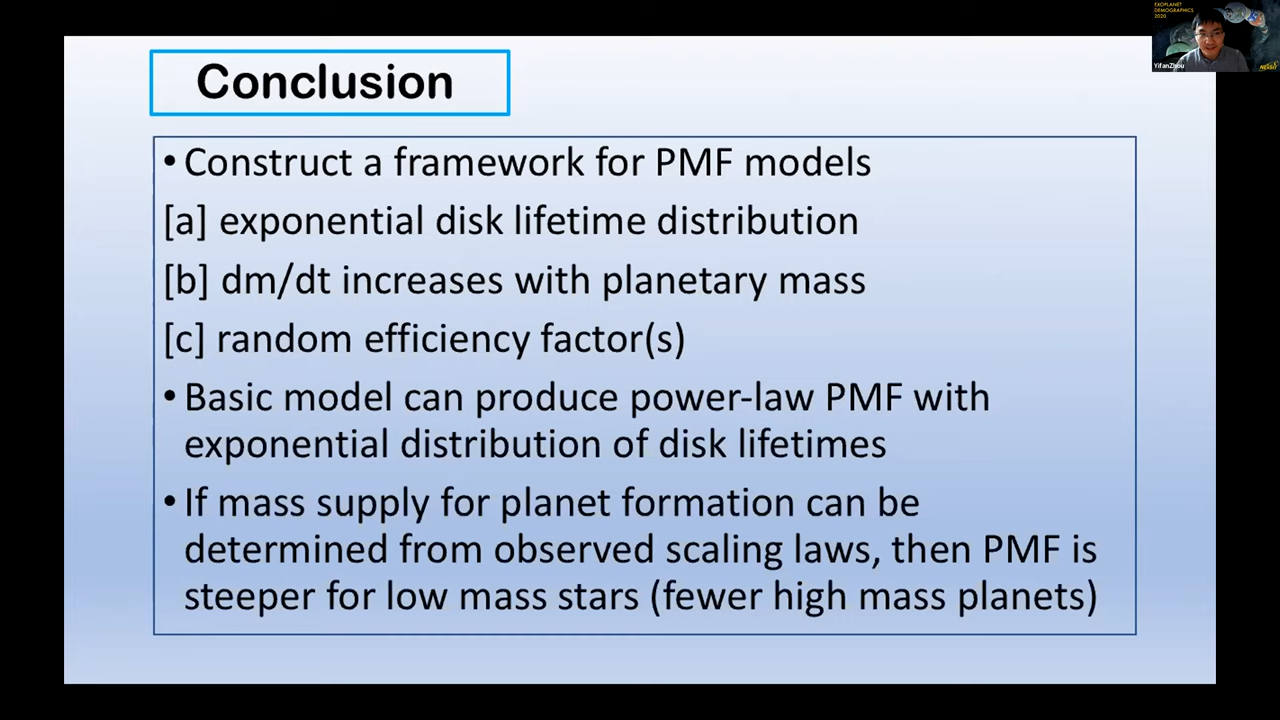 EXOPLANET
DEMOGRAPHICS
2020
YifanZhou
Conclusion
• Construct a framework for PMF models
[a] exponential disk lifetime distribution
[b] dm/dt increases with planetary mass
[c] random efficiency factor(s)
• Basic model can produce power-law PMF with
exponential distribution of disk lifetimes
• If mass supply for planet formation can be
determined from observed scaling laws, then PMF is
steeper for low mass stars (fewer high mass planets)